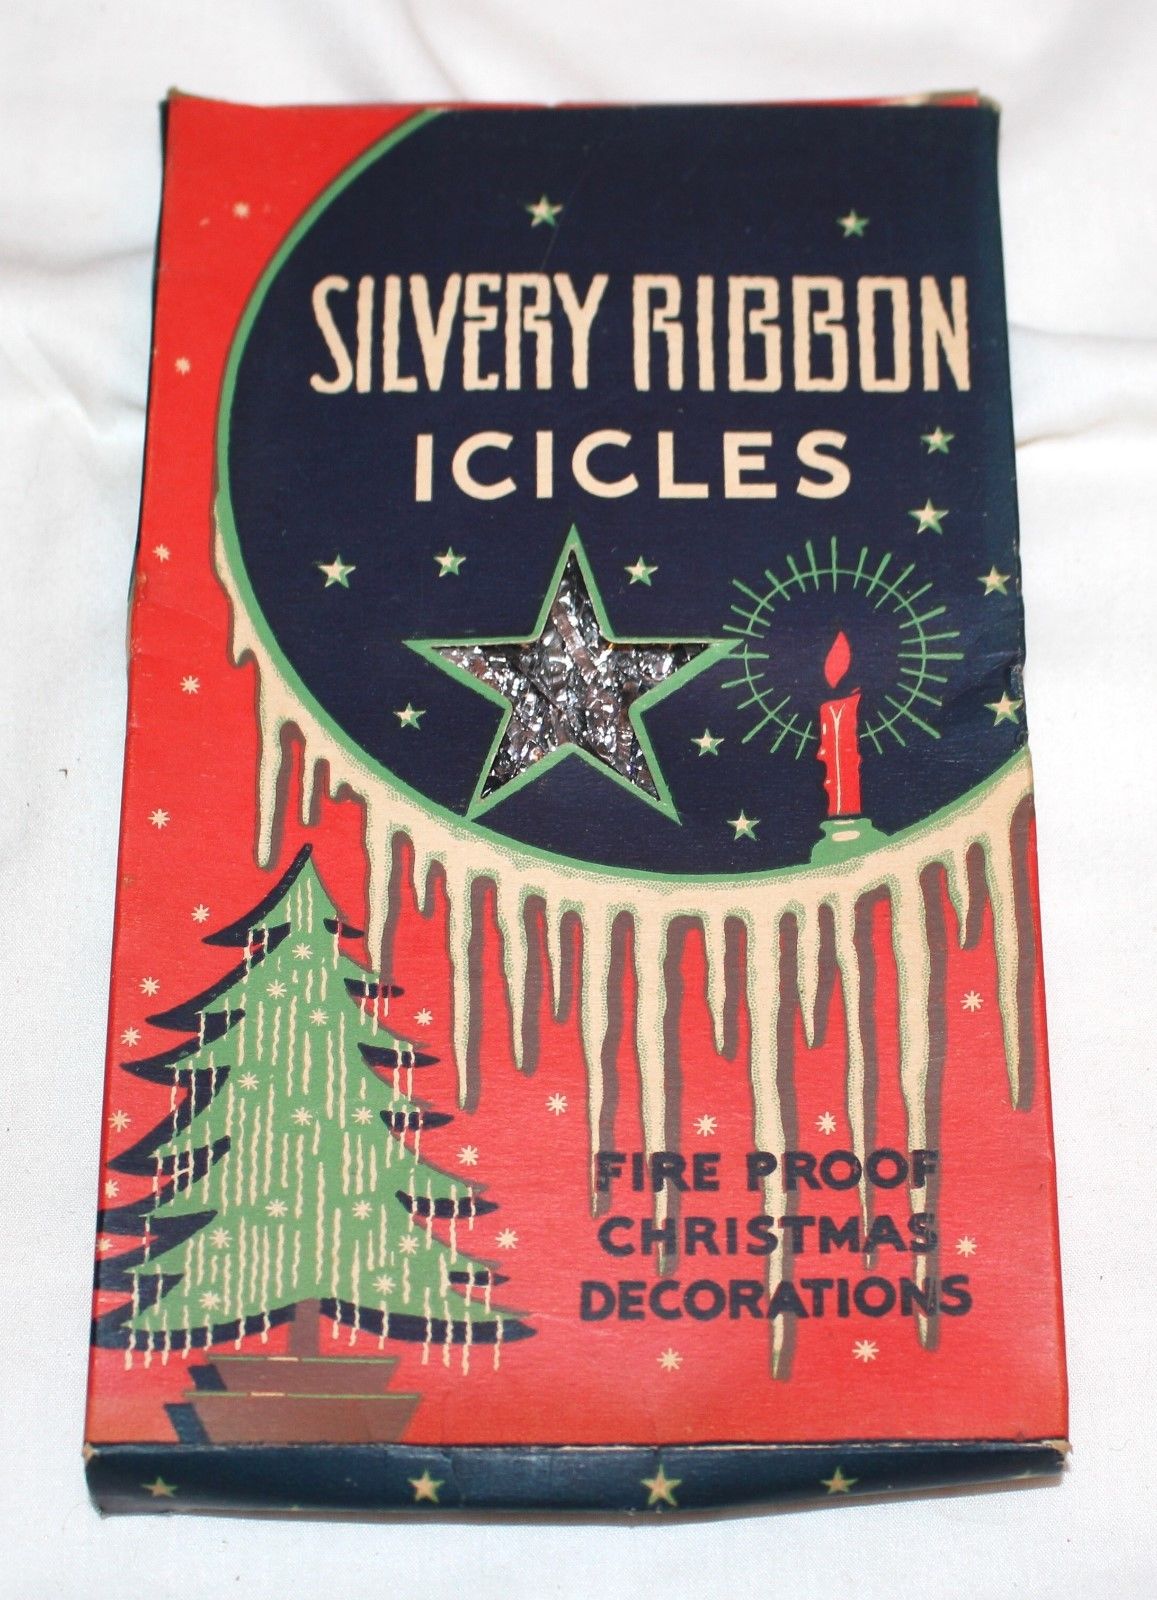 SILVERY RIBBON
ICICLES
FIRE PROOF
CHRISTMAS
DECORATIONS